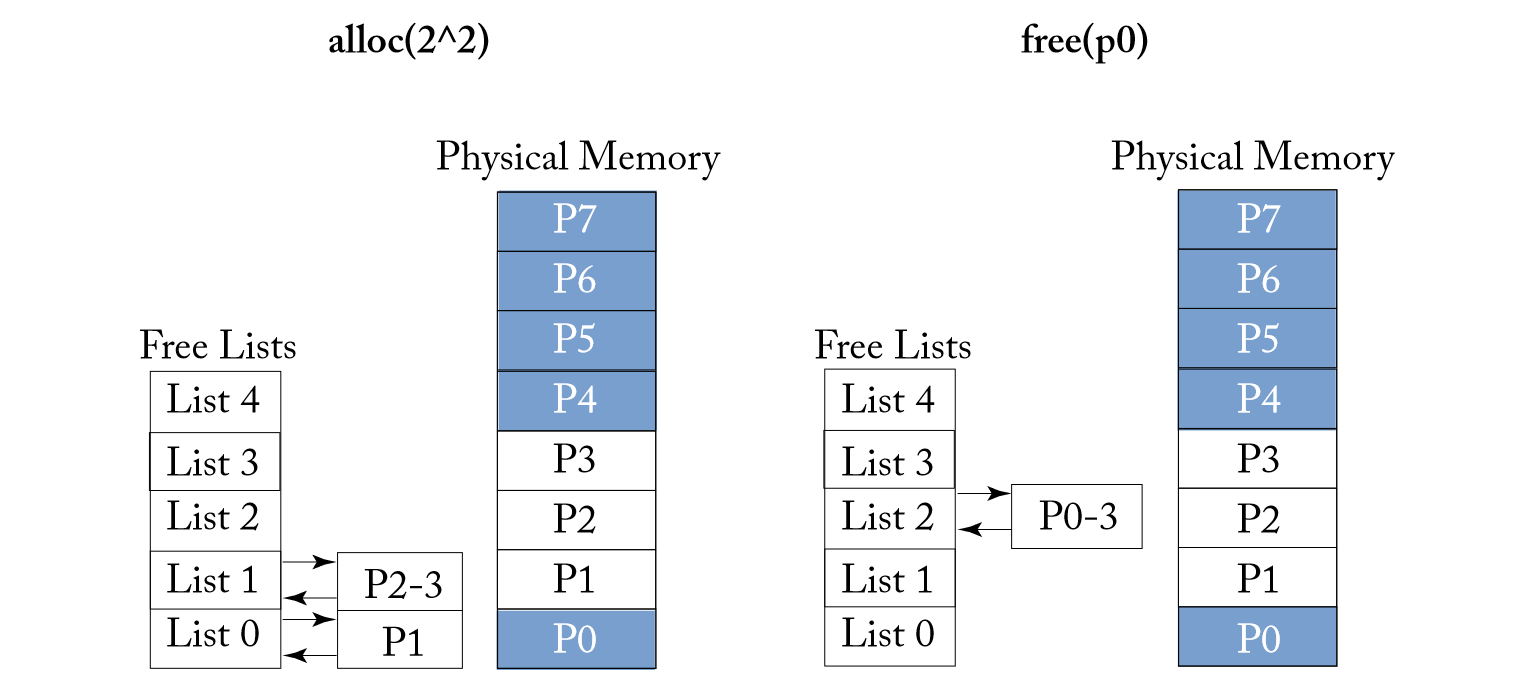 alloc(2^2)
Physical Memory
P7
P6
P5
P4
P3
P2
P1
P0
Free Lists
List 4
List 3
List 2
List 1
List 0
P2-3
P1
free(p0)
Physical Memory
P7
P6
P5
P4
P3
P2
P1
P0
Free Lists
List 4
List 3
List 2
List 1
List 0
P0-3